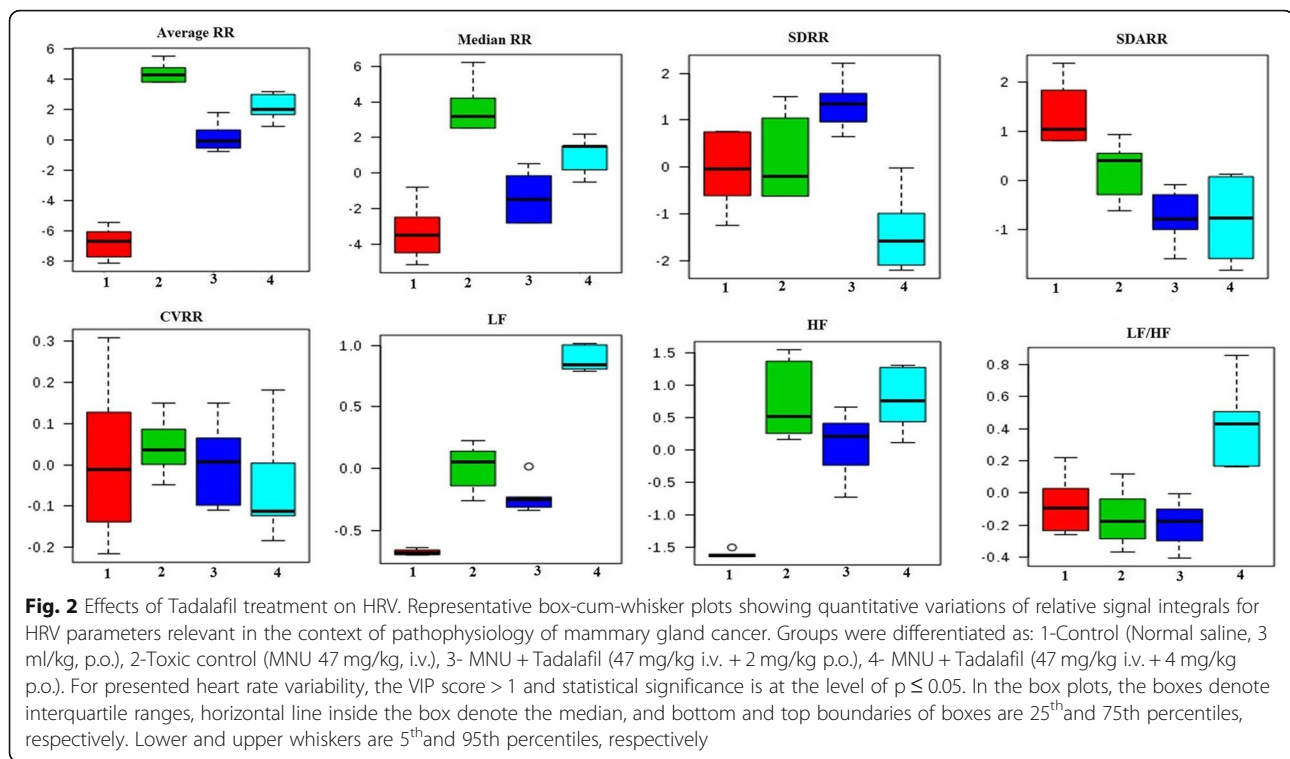 Average RR
Median RR
SDRR
SDARR
6
4
2
0
-2
-4
-6
-8
1 2 3 4
6
4
2
0
-2
-4
1 2 3 4
2
1
0
-1
-2
1 2 3 4
2
1
0
-1
1 2 3 4
CVRR
LF
HF
LF/HF
0.3
0.2
0.1
0.0
-0.1
-0.2
1 2 3 4
1.0
0.5
0.0
-0.5
1 2 3 4
1.5
1.0
0.5
0.0
-0.5
-1.0
-1.5
1 2 3 4
0.8
0.6
0.4
0.2
0.0
-0.2
-0.4
1 2 3 4
Fig. 2 Effects of Tadalafil treatment on HRV. Representative box-cum-whisker plots showing quantitative variations of relative signal integrals for
HRV parameters relevant in the context of pathophysiology of mammary gland cancer. Groups were differentiated as: 1-Control (Normal saline, 3
ml/kg, p.o.), 2-Toxic control (MNU 47 mg/kg, i.v.), 3- MNU + Tadalafil (47 mg/kg i.v. + 2 mg/kg p.o.), 4- MNU + Tadalafil (47 mg/kg i.v. + 4 mg/kg
p.o.). For presented heart rate variability, the VIP score > 1 and statistical significance is at the level of p ≤ 0.05. In the box plots, the boxes denote
interquartile ranges, horizontal line inside the box denote the median, and bottom and top boundaries of boxes are 25thand 75th percentiles,
respectively. Lower and upper whiskers are 5thand 95th percentiles, respectively